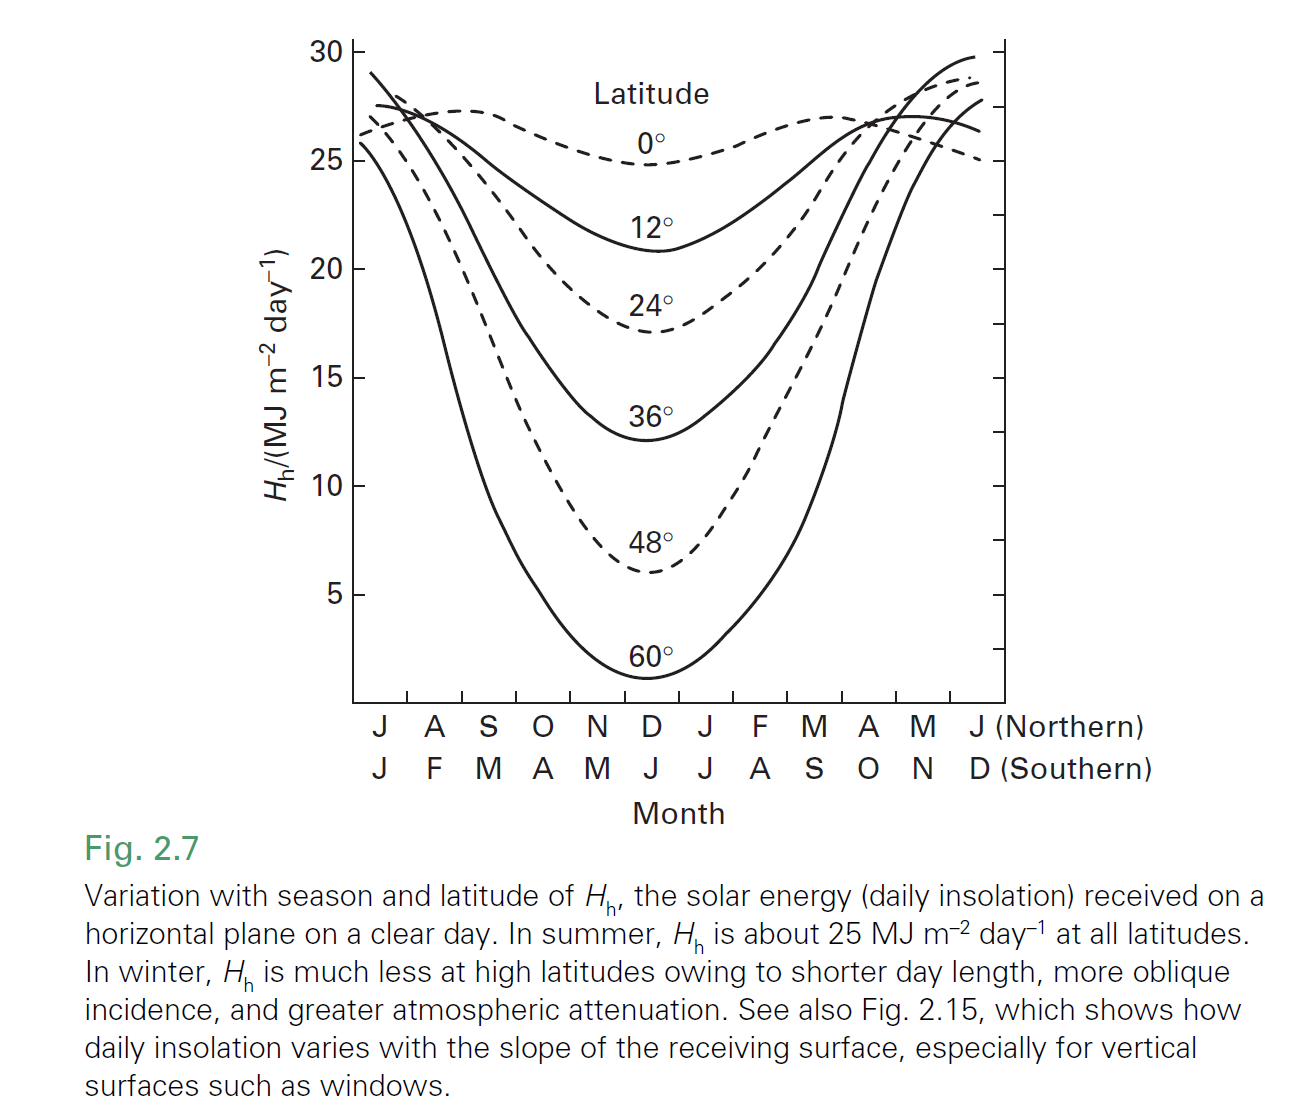 30
Latitude
0°
25
12°
20
24°
15
36°
10
48°
5
60°
Hh/(MJ m−2 day−1)
J A S O N D J F M A M J (Northern)
J F M A M J J A S O N D (Southern)
Month
Fig. 2.7
Variation with season and latitude of Hh, the solar energy (daily insolation) received on a
horizontal plane on a clear day. In summer, Hh is about 25 MJ m−2 day−1 at all latitudes.
In winter, Hh is much less at high latitudes owing to shorter day length, more oblique
incidence, and greater atmospheric attenuation. See also Fig. 2.15, which shows how
daily insolation varies with the slope of the receiving surface, especially for vertical
surfaces such as windows.